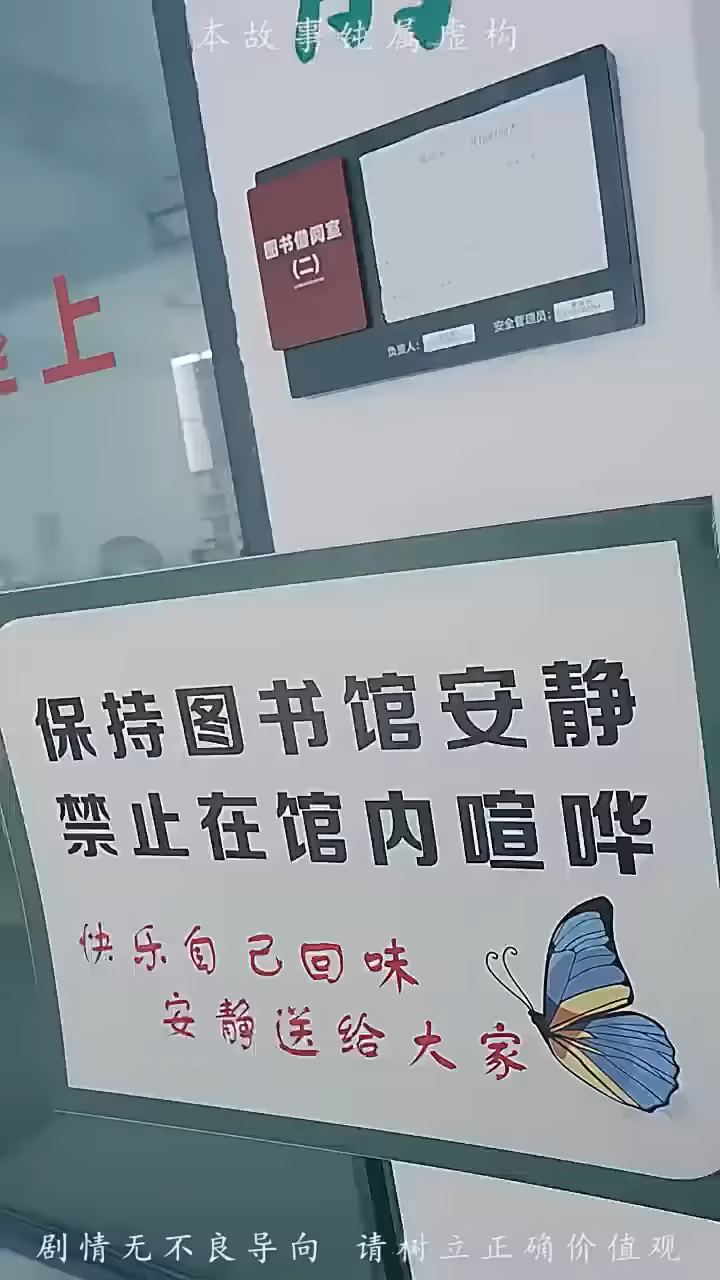 本故事纯属虚构
图书借阅室
(二)
负责人：
安全管理员：
上
保持图书馆安静
禁止在馆内喧哗
快乐自己回味
安静送给大家
剧情无不良导向 请树立正确价值观